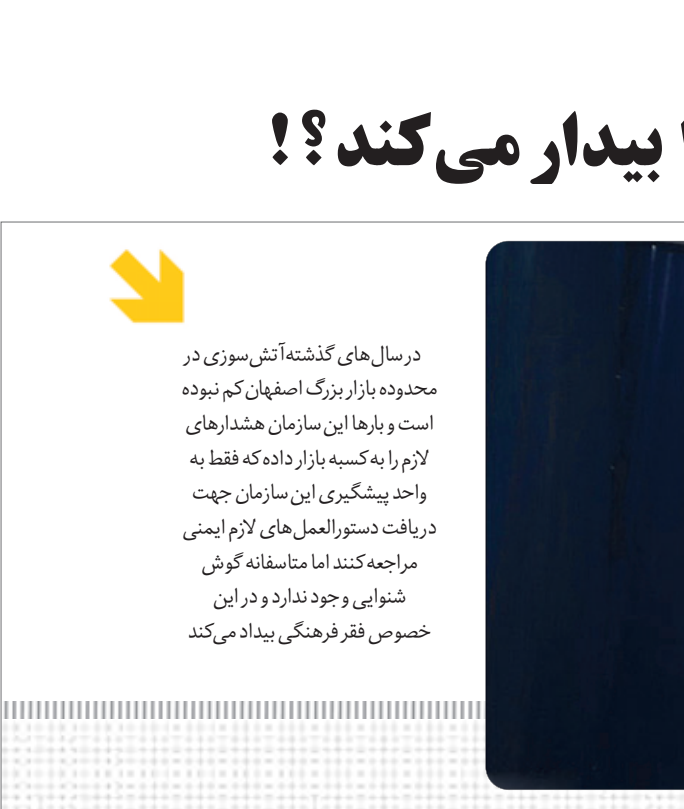 بیدار می‌کند؟!
در سال‌های گذشته آتش‌سوزی در
محدوده بازار بزرگ اصفهان کم نبوده
است و بارها این سازمان هشدارهای
لازم را به کسبه بازار داده که فقط به
واحد پیشگیری این سازمان جهت
دریافت دستورالعمل‌های لازم ایمنی
مراجعه کنند اما متاسفانه گوش
شنوایی وجود ندارد و در این
خصوص فقر فرهنگی بیداد می‌کند